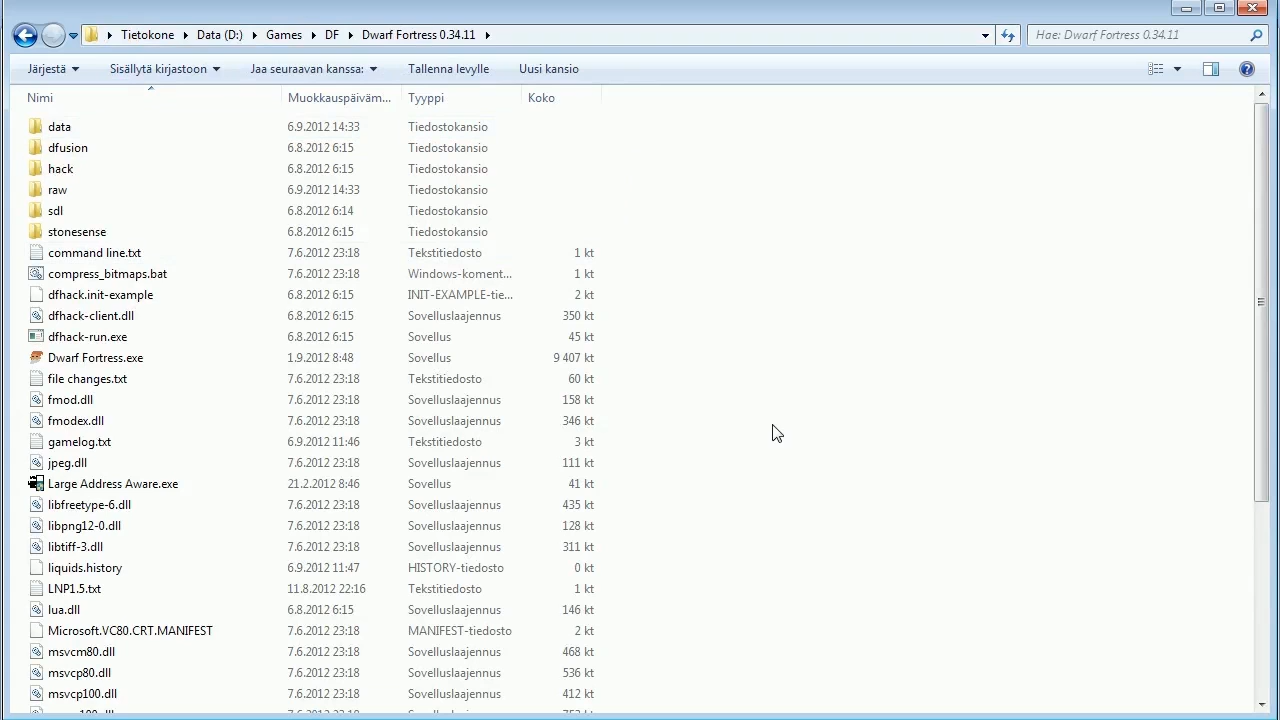 Tietokone Data (D:) Games DF Dwarf Fortress 0.34.11 Hae: Dwarf Fortress 0.34.11
Järjestä Sisällytä kirjastoon Jaa seuraavan kanssa: Tallenna levylle Uusi kansio
Nimi Muokkauspäiväm... Tyyppi Koko
data 6.9.2012 14:33 Tiedostokansio
dfusion 6.8.2012 6:15 Tiedostokansio
hack 6.8.2012 6:15 Tiedostokansio
raw 6.9.2012 14:33 Tiedostokansio
sdl 6.8.2012 6:14 Tiedostokansio
stonesense 6.8.2012 6:15 Tiedostokansio
command line.txt 7.6.2012 23:18 Tekstitiedosto 1 kt
compress_bitmaps.bat 7.6.2012 23:18 Windows-koment... 1 kt
dfhack.init-example 6.8.2012 6:15 INIT-EXAMPLE-tie... 2 kt
dfhack-client.dll 6.8.2012 6:15 Sovelluslaajennus 350 kt
dfhack-run.exe 6.8.2012 6:15 Sovellus 45 kt
Dwarf Fortress.exe 1.9.2012 8:48 Sovellus 9 407 kt
file changes.txt 7.6.2012 23:18 Tekstitiedosto 60 kt
fmod.dll 7.6.2012 23:18 Sovelluslaajennus 158 kt
fmodex.dll 7.6.2012 23:18 Sovelluslaajennus 346 kt
gamelog.txt 6.9.2012 11:46 Tekstitiedosto 3 kt
jpeg.dll 7.6.2012 23:18 Sovelluslaajennus 111 kt
Large Address Aware.exe 21.2.2012 8:46 Sovellus 41 kt
libfreetype-6.dll 7.6.2012 23:18 Sovelluslaajennus 435 kt
libpng12-0.dll 7.6.2012 23:18 Sovelluslaajennus 128 kt
libtiff-3.dll 7.6.2012 23:18 Sovelluslaajennus 311 kt
liquids.history 6.9.2012 11:47 HISTORY-tiedosto 0 kt
LNP1.5.txt 11.8.2012 22:16 Tekstitiedosto 1 kt
lua.dll 6.8.2012 6:15 Sovelluslaajennus 146 kt
Microsoft.VC80.CRT.MANIFEST 7.6.2012 23:18 MANIFEST-tiedosto 2 kt
msvcm80.dll 7.6.2012 23:18 Sovelluslaajennus 468 kt
msvcp80.dll 7.6.2012 23:18 Sovelluslaajennus 536 kt
msvcp100.dll 7.6.2012 23:18 Sovelluslaajennus 412 kt